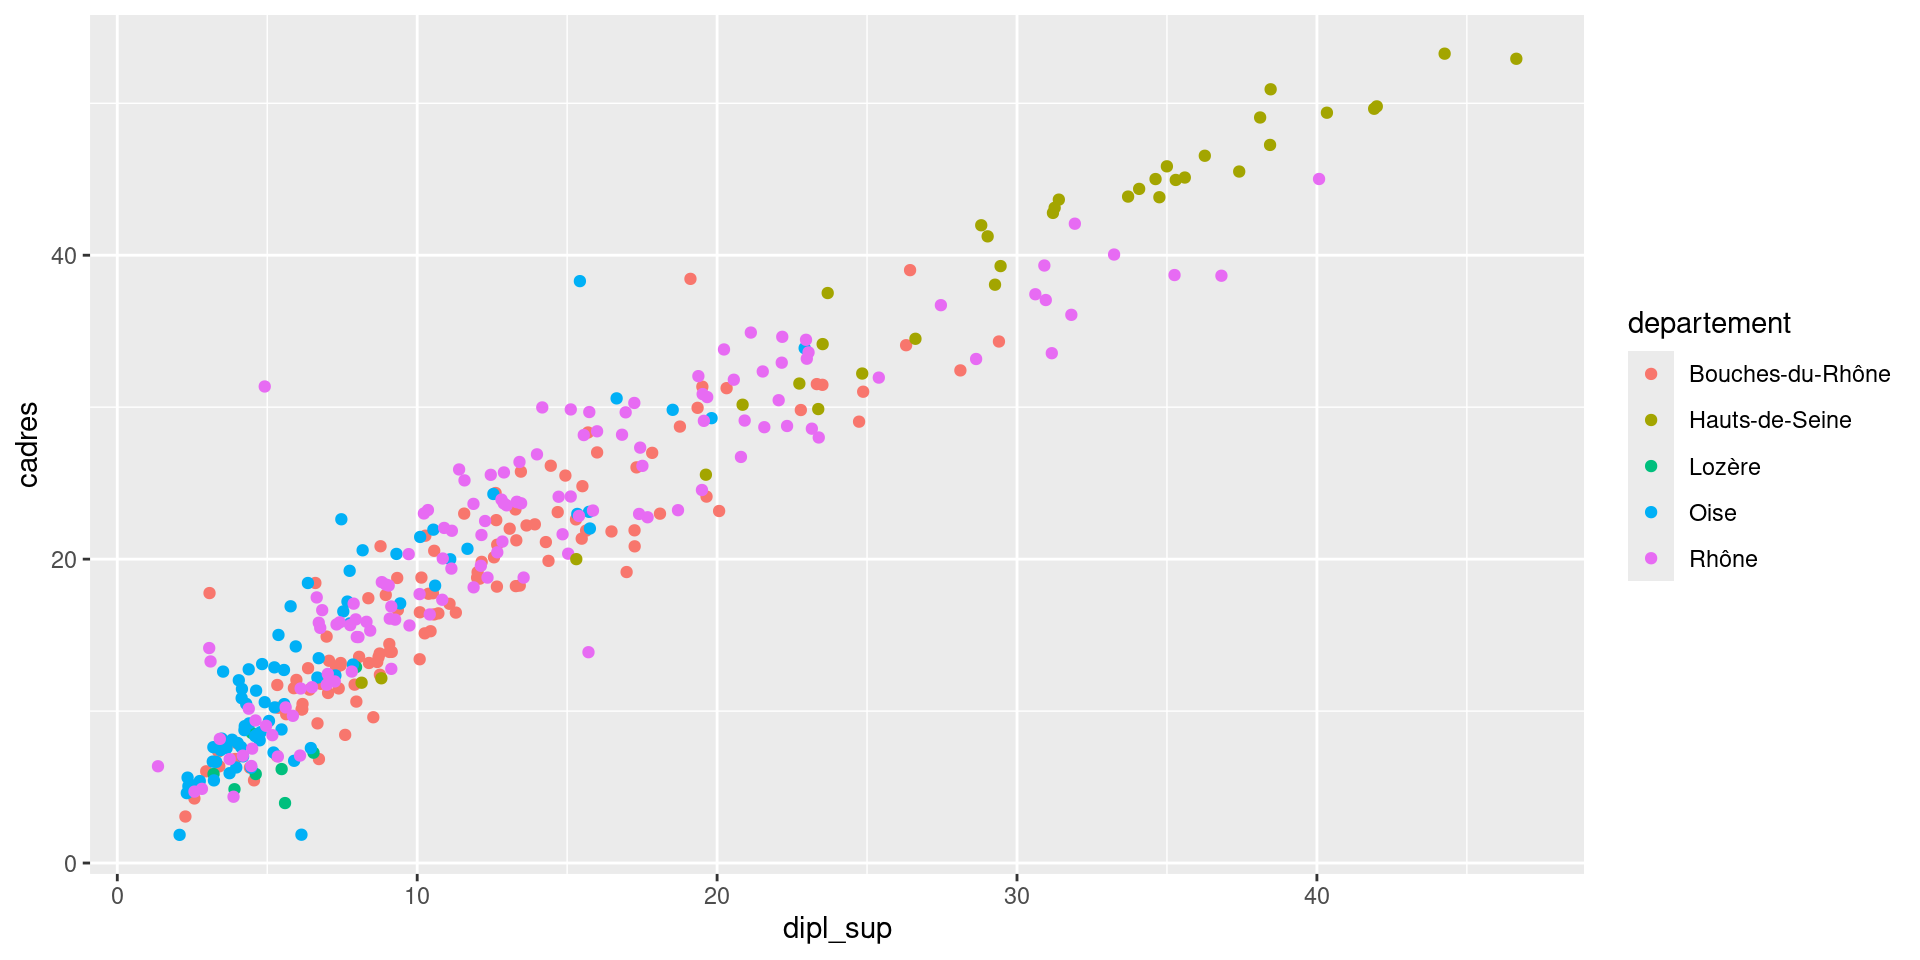 cadres
40
20
0
0 10 20 30 40
dipl_sup
departement
Bouches-du-Rhône
Hauts-de-Seine
Lozère
Oise
Rhône